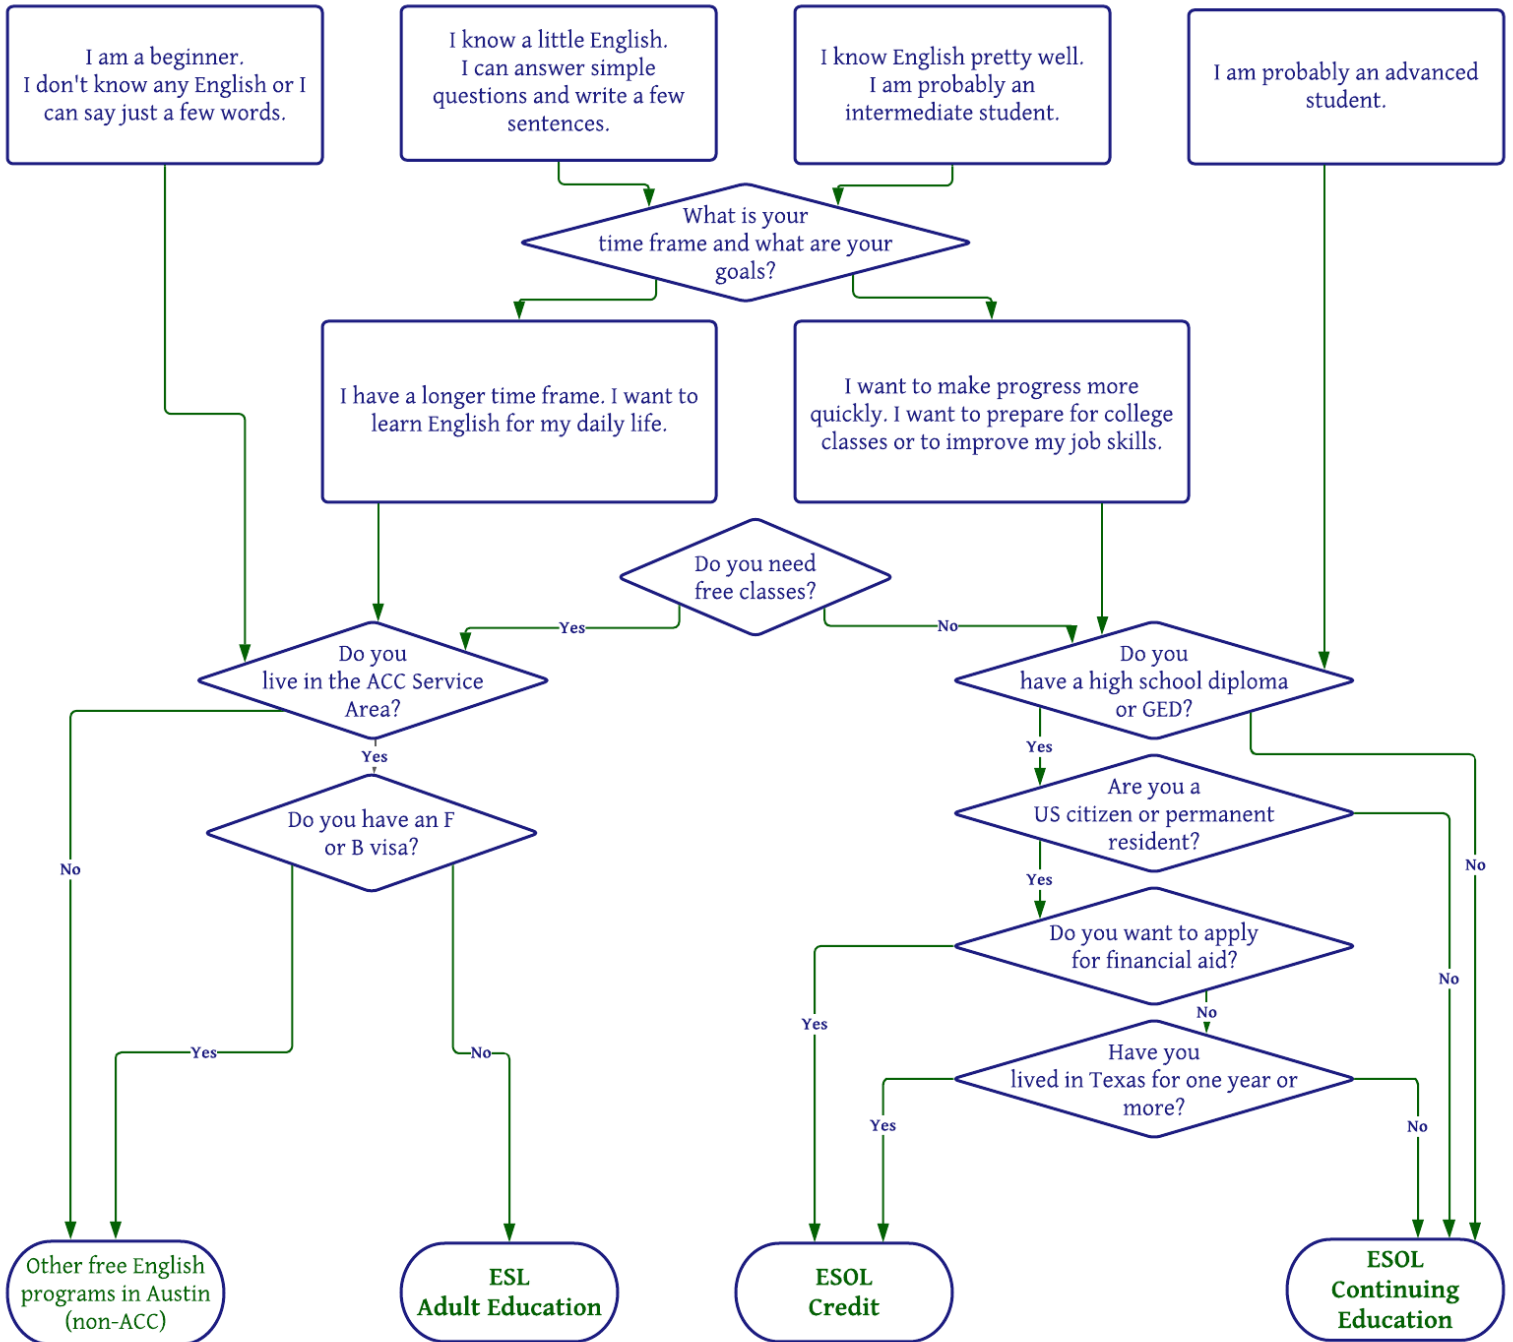 I am a beginner.
I don't know any English or I
can say just a few words.
I know a little English.
I can answer simple
questions and write a few
sentences.
I know English pretty well.
I am probably an
intermediate student.
I am probably an advanced
student.
What is your
time frame and what are your
goals?
I have a longer time frame. I want to
learn English for my daily life.
I want to make progress more
quickly. I want to prepare for college
classes or to improve my job skills.
Do you need
free classes?
Yes
No
Do you
live in the ACC Service
Area?
Do you
have a high school diploma
or GED?
Yes
Yes
Do you have an F
or B visa?
Are you a
US citizen or permanent
resident?
No
No
Yes
Do you want to apply
for financial aid?
No
Yes
No
Have you
lived in Texas for one year or
more?
Yes
No
Yes
No
Other free English
programs in Austin
(non-ACC)
ESL
Adult Education
ESOL
Credit
ESOL
Continuing
Education